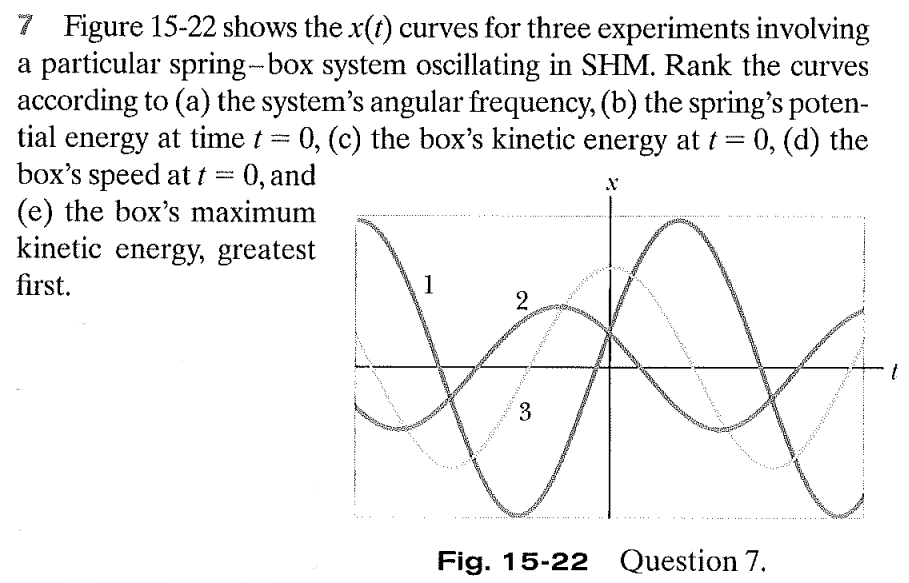 7 Figure 15-22 shows the x(t) curves for three experiments involving
a particular spring–box system oscillating in SHM. Rank the curves
according to (a) the system's angular frequency, (b) the spring's poten-
tial energy at time t = 0, (c) the box's kinetic energy at t = 0, (d) the
box's speed at t = 0, and
(e) the box's maximum
kinetic energy, greatest
first.
x
1
2
t
3
Fig. 15-22 Question 7.